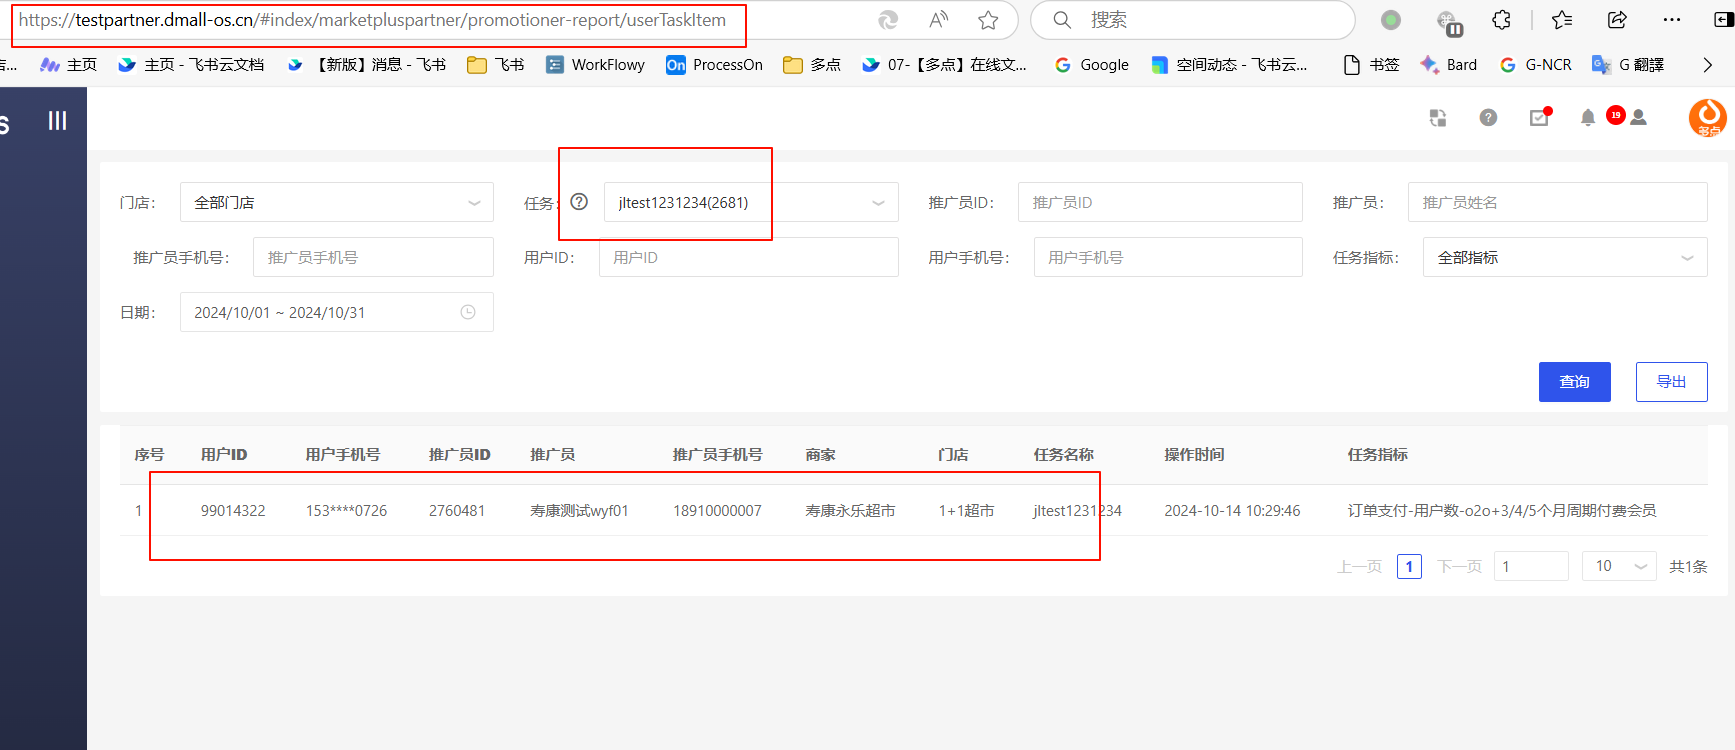 https://testpartner.dmall-os.cn/#index/marketpluspartner/promotioner-report/userTaskItem
搜索
主页
主页 - 飞书云文档
【新版】消息 - 飞书
飞书
WorkFlowy
On ProcessOn
多点
07-【多点】在线文...
Google
空间动态 - 飞书云...
书签
Bard
G-NCR
G 翻譯
s
19
多点
门店:
全部门店
任务:
jltest1231234(2681)
推广员ID:
推广员ID
推广员:
推广员姓名
推广员手机号:
推广员手机号
用户ID:
用户ID
用户手机号:
用户手机号
任务指标:
全部指标
日期:
2024/10/01 ~ 2024/10/31
查询
导出
序号 用户ID 用户手机号 推广员ID 推广员 推广员手机号 商家 门店 任务名称 操作时间 任务指标
1 99014322 153****0726 2760481 寿康测试wyf01 18910000007 寿康永乐超市 1+1超市 jltest1231234 2024-10-14 10:29:46 订单支付-用户数-o2o+3/4/5个月周期付费会员
上一页 1 下一页 1 10 共1条